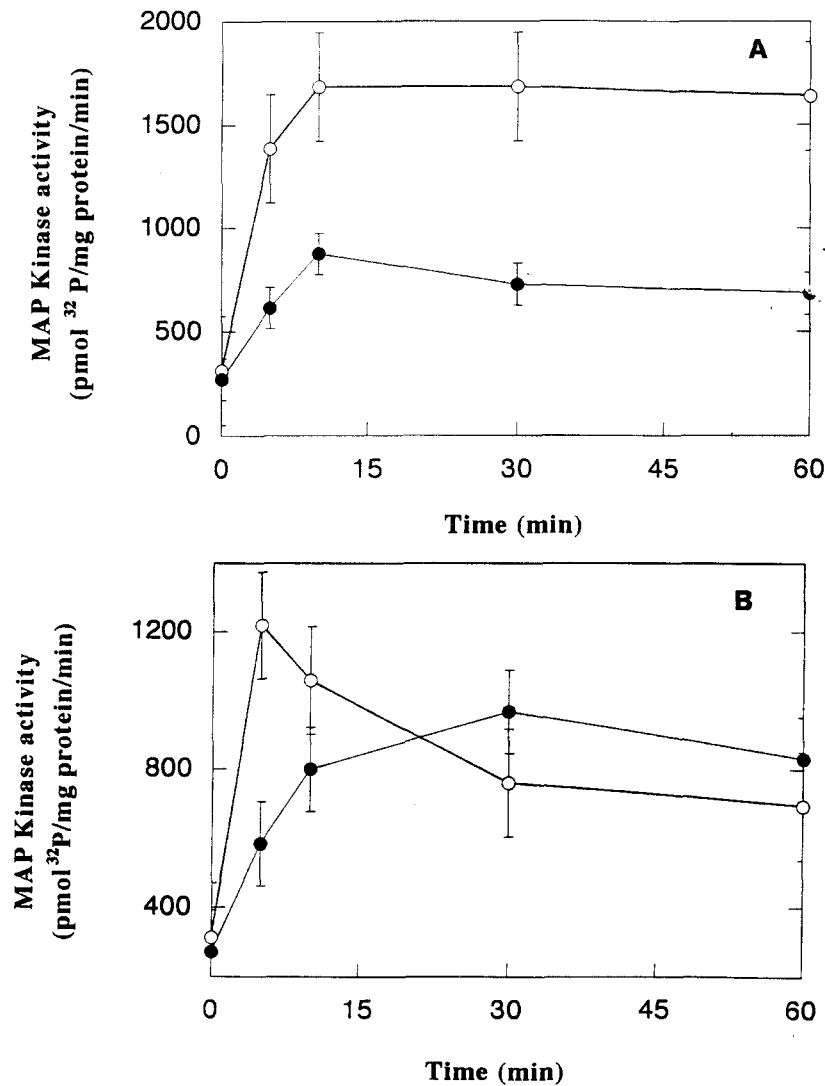 A
MAP Kinase activity
(pmol ³² P/mg protein/min)
2000
1500
1000
500
0
0 15 30 45 60
Time (min)
B
MAP Kinase activity
(pmol ³²P/mg protein/min)
1200
800
400
0 15 30 45 60
Time (min)